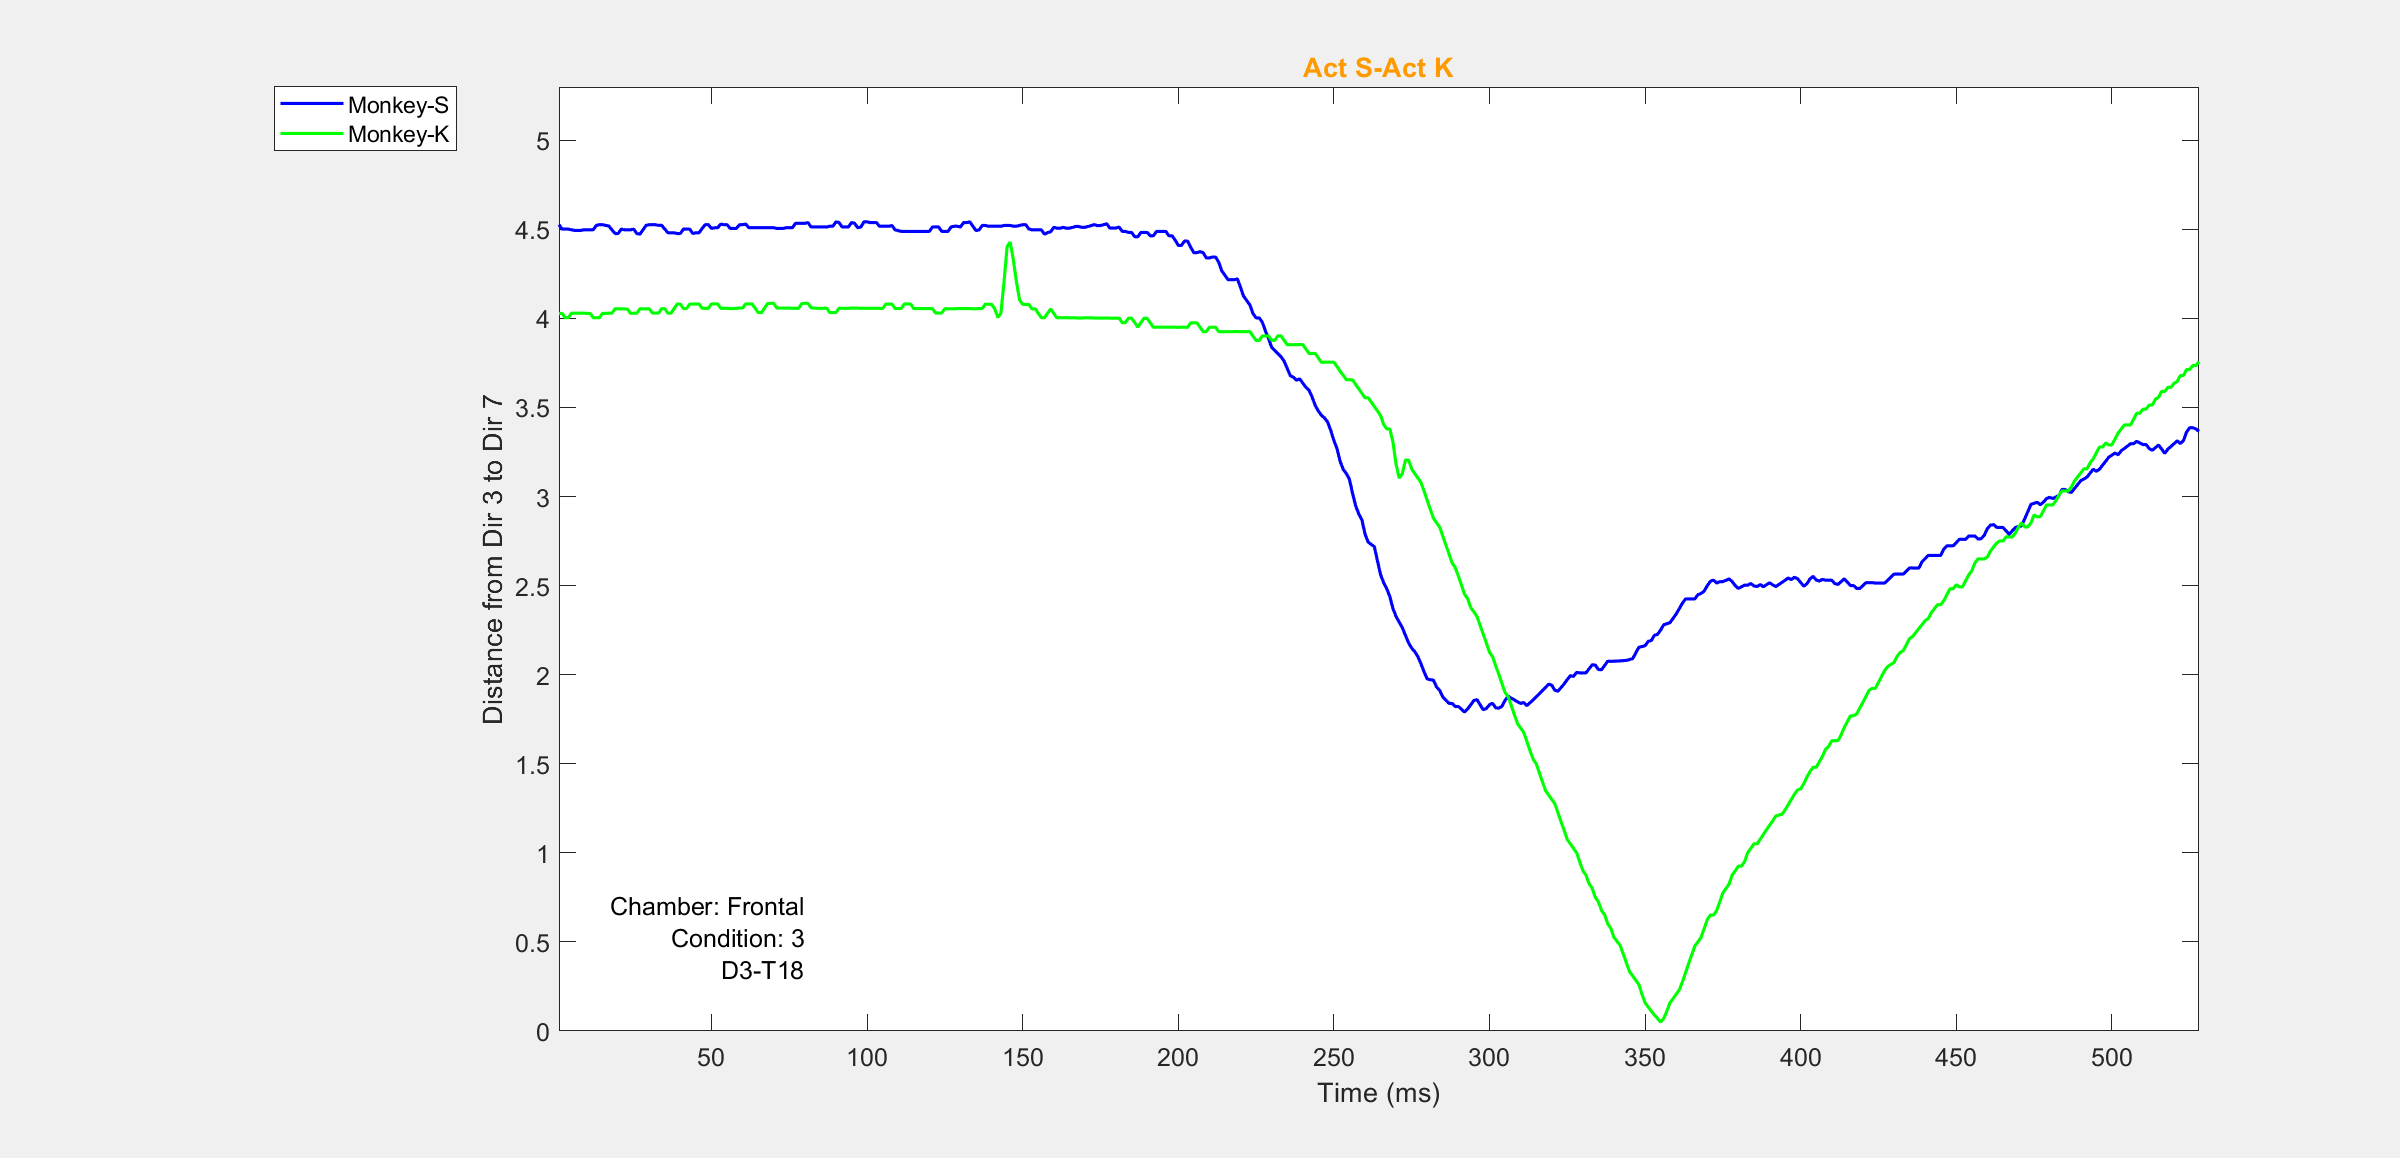 Act S-Act K
Monkey-S
Monkey-K
Distance from Dir 3 to Dir 7
5
4.5
4
3.5
3
2.5
2
1.5
1
0.5
0
Chamber: Frontal
Condition: 3
D3-T18
50 100 150 200 250 300 350 400 450 500
Time (ms)